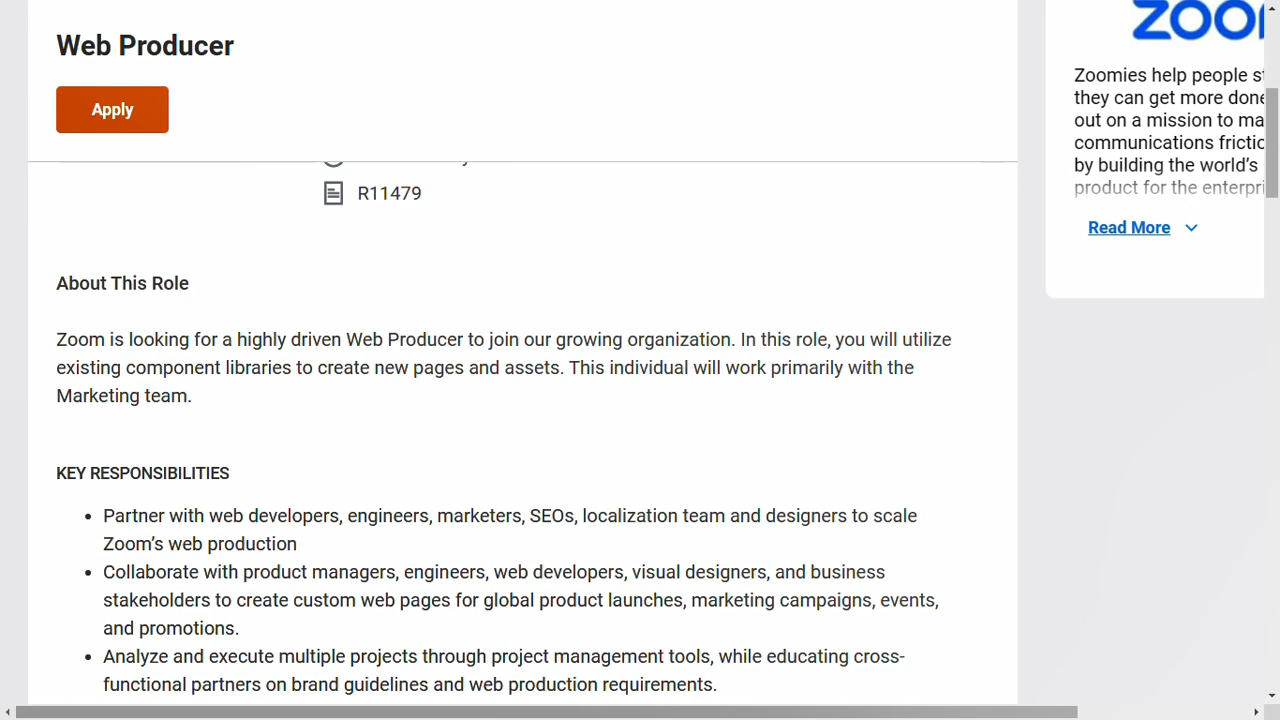 Web Producer
Apply
R11479
About This Role
Zoom is looking for a highly driven Web Producer to join our growing organization. In this role, you will utilize
existing component libraries to create new pages and assets. This individual will work primarily with the
Marketing team.
KEY RESPONSIBILITIES
• Partner with web developers, engineers, marketers, SEOs, localization team and designers to scale
Zoom’s web production
• Collaborate with product managers, engineers, web developers, visual designers, and business
stakeholders to create custom web pages for global product launches, marketing campaigns, events,
and promotions.
• Analyze and execute multiple projects through project management tools, while educating cross-
functional partners on brand guidelines and web production requirements.
Zoomies help people
they can get more done
out on a mission to
communications
by building the world’s
product for the
Read More